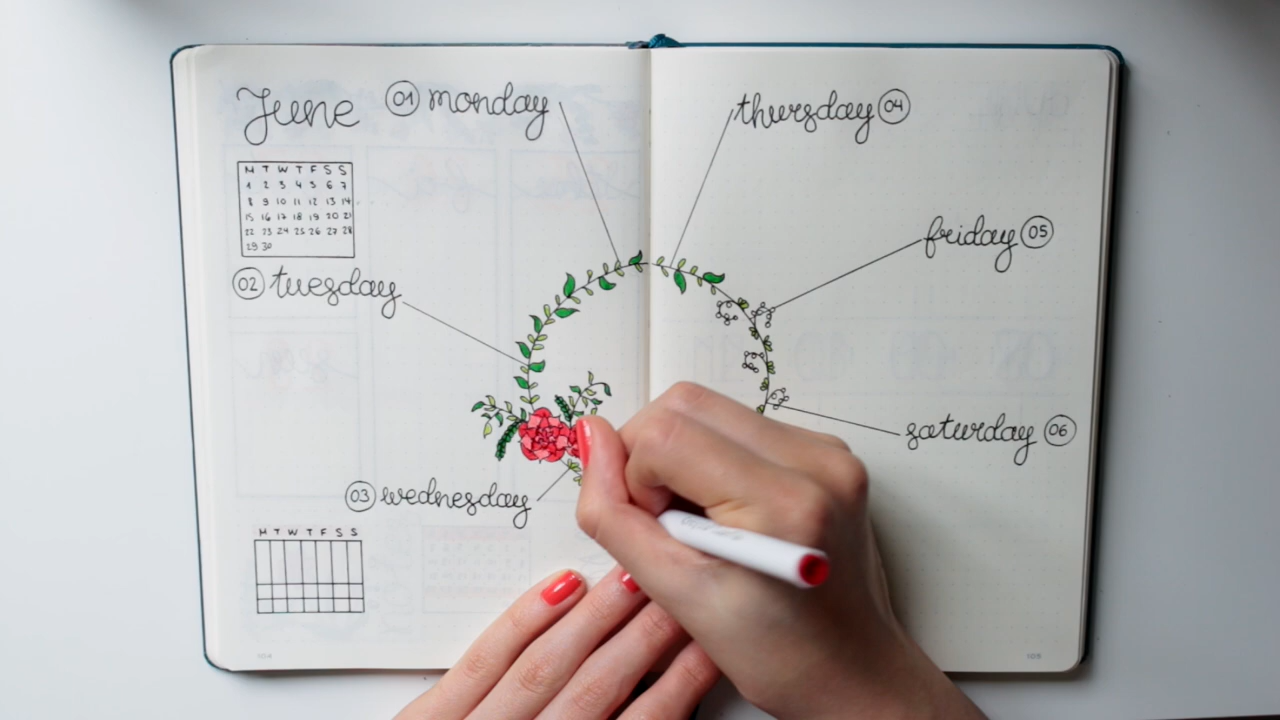 June
01 monday
M T W T F S S
1 2 3 4 5 6 7
8 9 10 11 12 13 14
15 16 17 18 19 20 21
22 23 24 25 26 27 28
29 30
02 tuesday
03 wednesday
M T W T F S S
104
thursday 04
friday 05
saturday 06
105